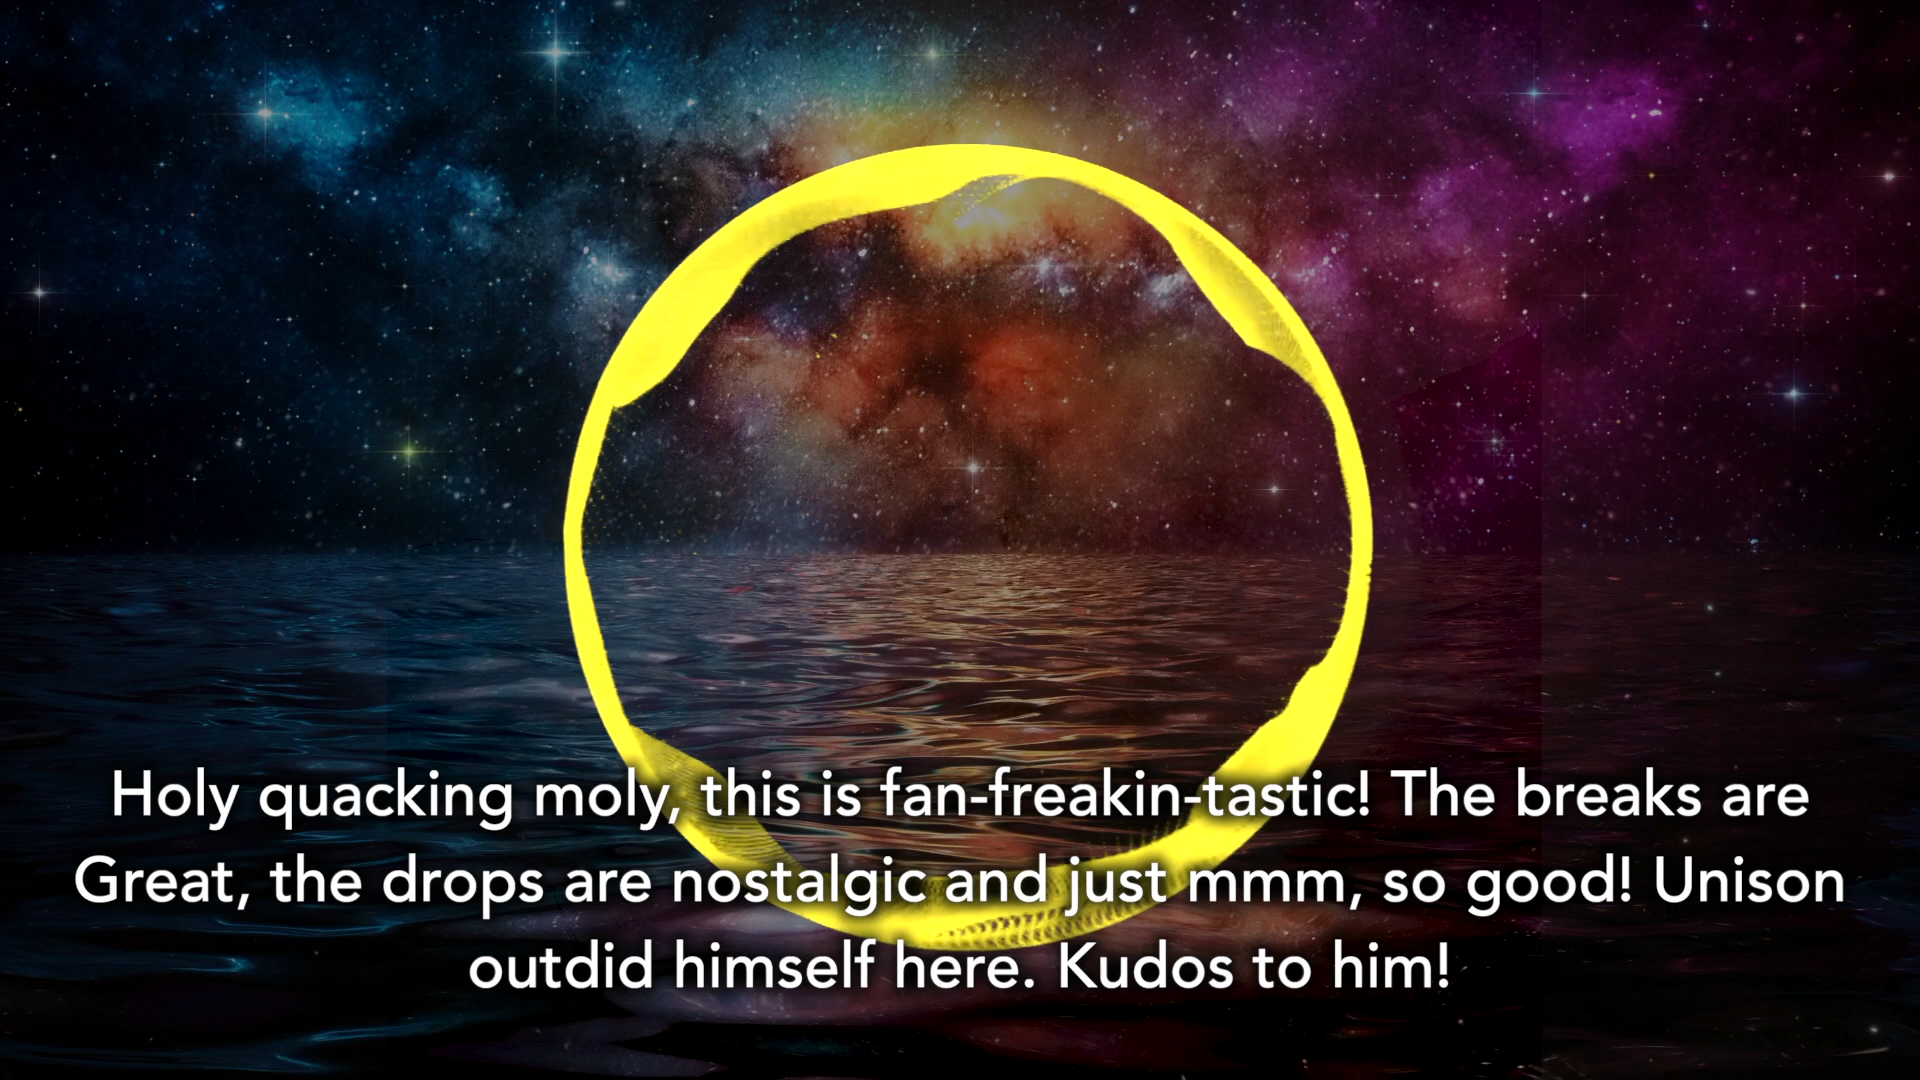 Holy quacking moly, this is fan-freakin-tastic! The breaks are
Great, the drops are nostalgic and just mmm, so good! Unison
outdid himself here. Kudos to him!